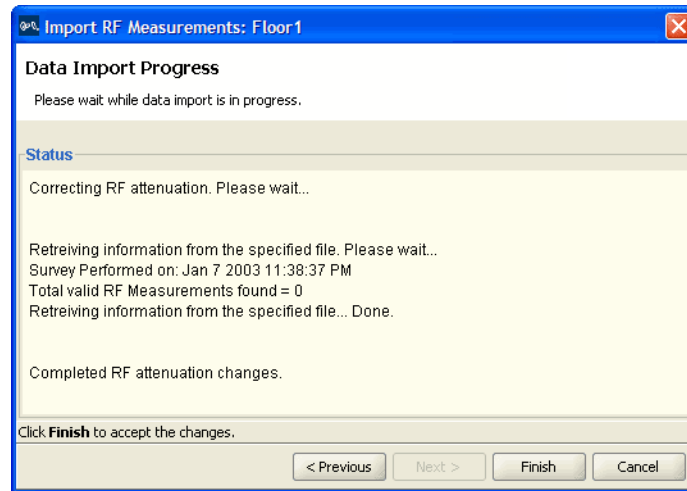 Import RF Measurements: Floor1
Data Import Progress
Please wait while data import is in progress.
Status
Correcting RF attenuation. Please wait...
Retreiving information from the specified file. Please wait...
Survey Performed on: Jan 7 2003 11:38:37 PM
Total valid RF Measurements found = 0
Retreiving information from the specified file... Done.
Completed RF attenuation changes.
Click Finish to accept the changes.
< Previous Next > Finish Cancel